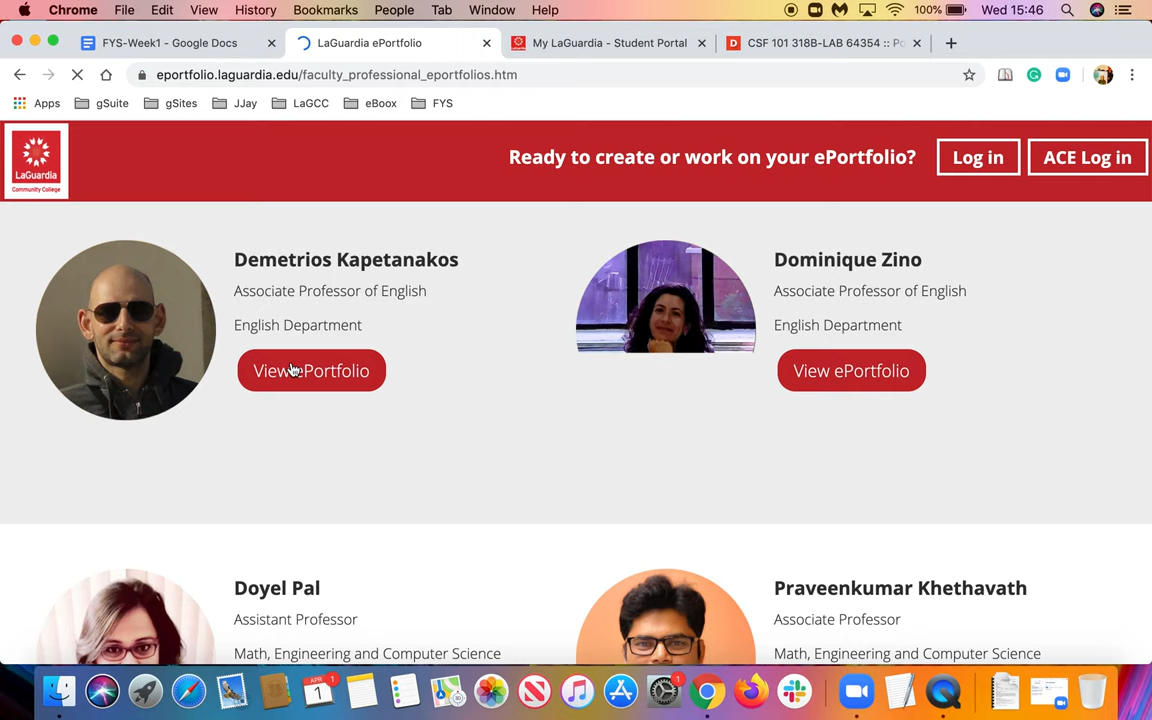 Chrome File Edit View History Bookmarks People Tab Window Help 100% Wed 15:46
FYS-Week1 - Google Docs LaGuardia ePortfolio My LaGuardia - Student Portal CSF 101 318B-LAB 64354 :: Po
eportfolio.laguardia.edu/faculty_professional_eportfolios.htm
Apps gSuite gSites JJay LaGCC eBoox FYS
LaGuardia
Community College
Ready to create or work on your ePortfolio? Log in ACE Log in
Demetrios Kapetanakos
Associate Professor of English
English Department
View ePortfolio
Dominique Zino
Associate Professor of English
English Department
View ePortfolio
Doyel Pal
Assistant Professor
Math, Engineering and Computer Science
Praveenkumar Khethavath
Associate Professor
Math, Engineering and Computer Science
APR
1
1